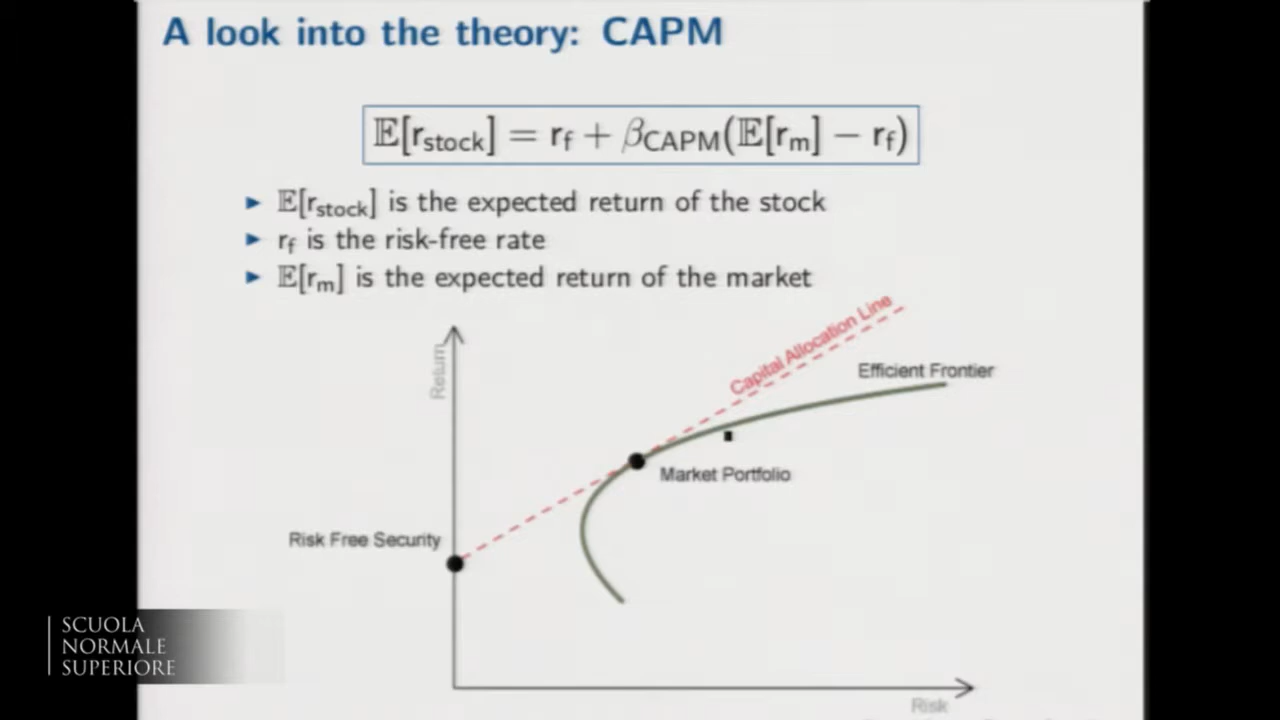 A look into the theory: CAPM
𝔼[r_stock] = r_f + β_CAPM(𝔼[r_m] − r_f)
► 𝔼[r_stock] is the expected return of the stock
► r_f is the risk-free rate
► 𝔼[r_m] is the expected return of the market
Capital Allocation Line
Return
Efficient Frontier
Market Portfolio
Risk Free Security
SCUOLA
NORMALE
SUPERIORE
Risk